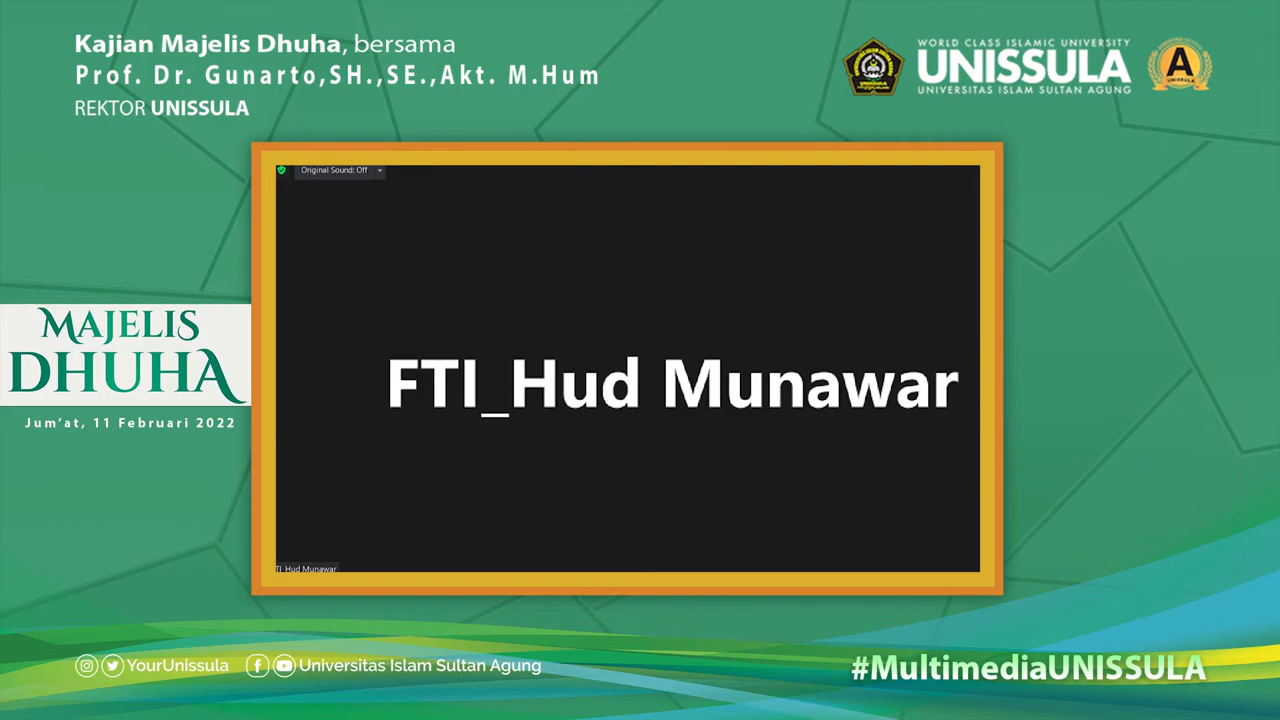 Kajian Majelis Dhuha, bersama
Prof. Dr. Gunarto,SH.,SE.,Akt. M.Hum
REKTOR UNISSULA
WORLD CLASS ISLAMIC UNIVERSITY
UNISSULA
UNIVERSITAS ISLAM SULTAN AGUNG
A
UNISSULA
Original Sound: Off
MAJELIS
DHUHA
Jum'at, 11 Februari 2022
FTI_Hud Munawar
TI_Hud Munawar
YourUnissula Universitas Islam Sultan Agung
#MultimediaUNISSULA